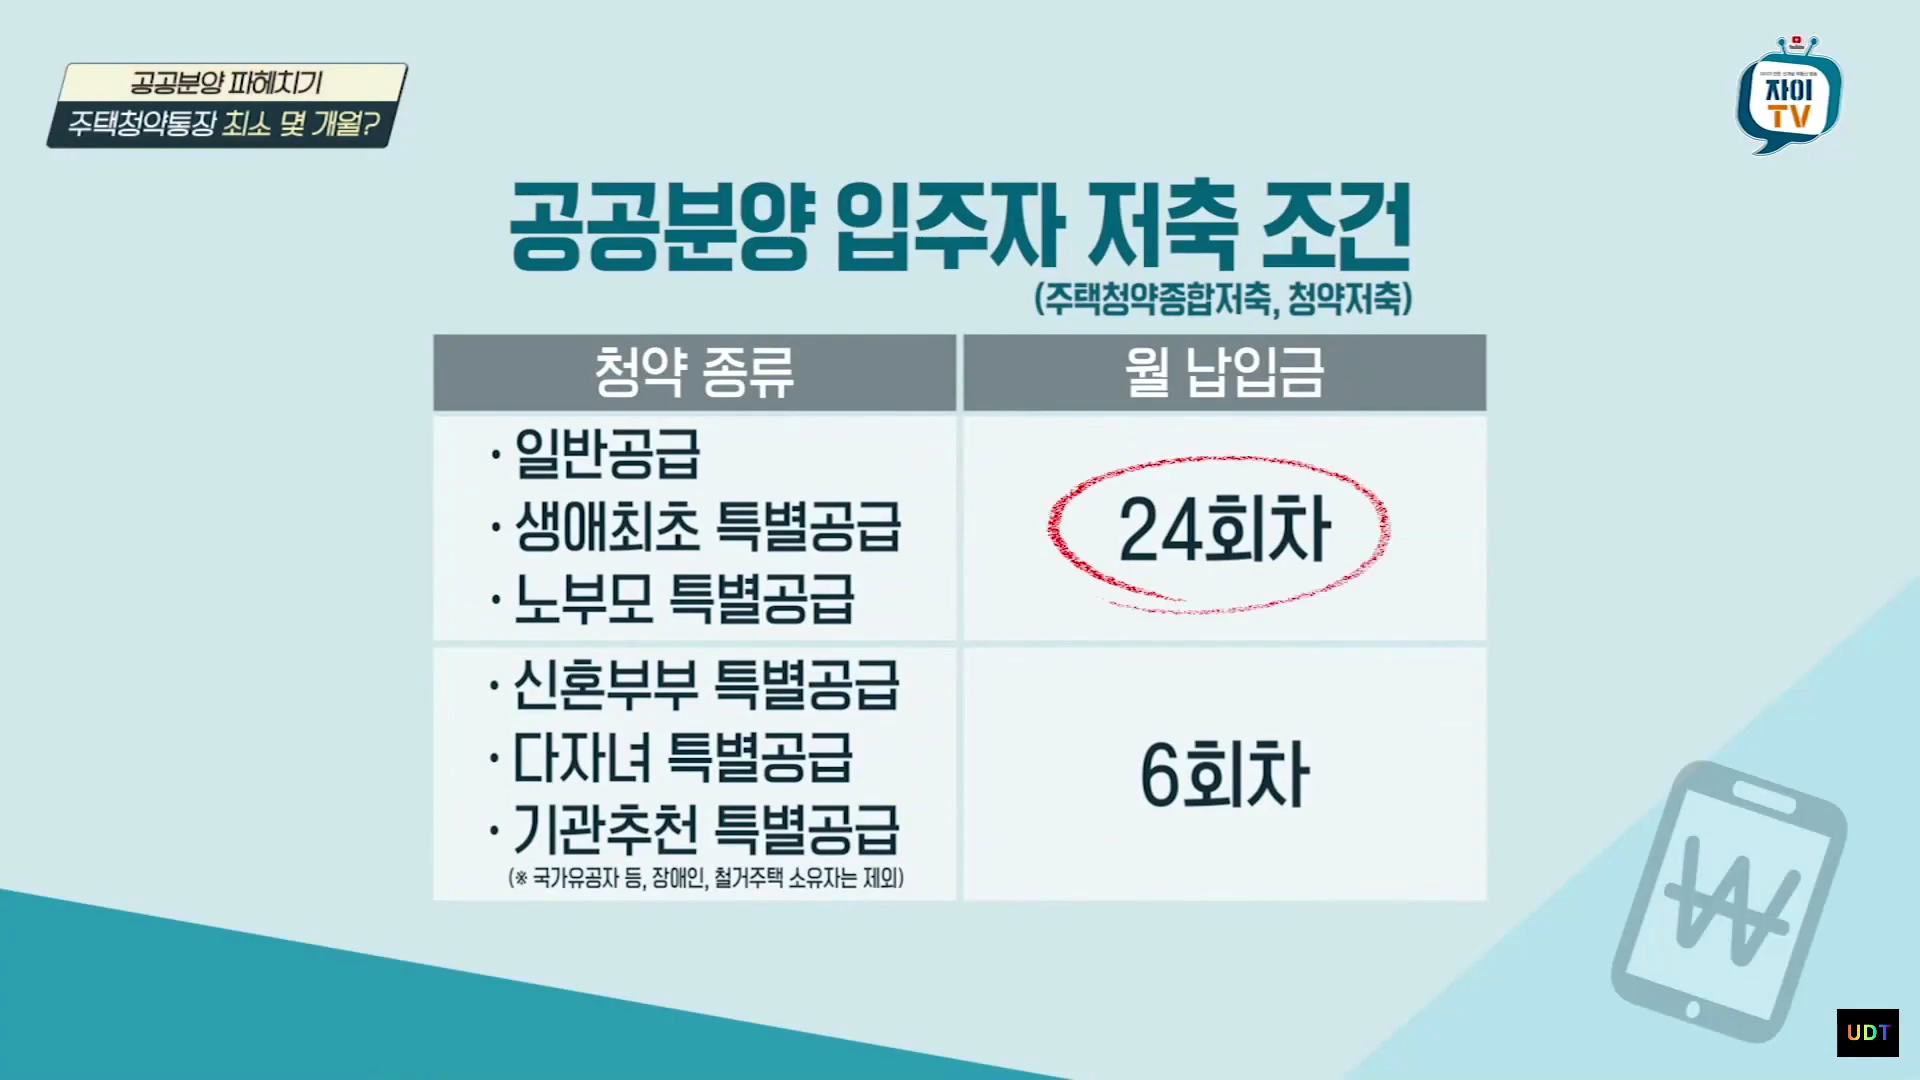 공공분양 파헤치기
주택청약통장 최소 몇 개월?
자이
TV
공공분양 입주자 저축 조건
(주택청약종합저축, 청약저축)
청약 종류
월 납입금
· 일반공급
· 생애최초 특별공급
· 노부모 특별공급
24회차
· 신혼부부 특별공급
· 다자녀 특별공급
· 기관추천 특별공급
(※ 국가유공자 등, 장애인, 철거주택 소유자는 제외)
6회차
UDT